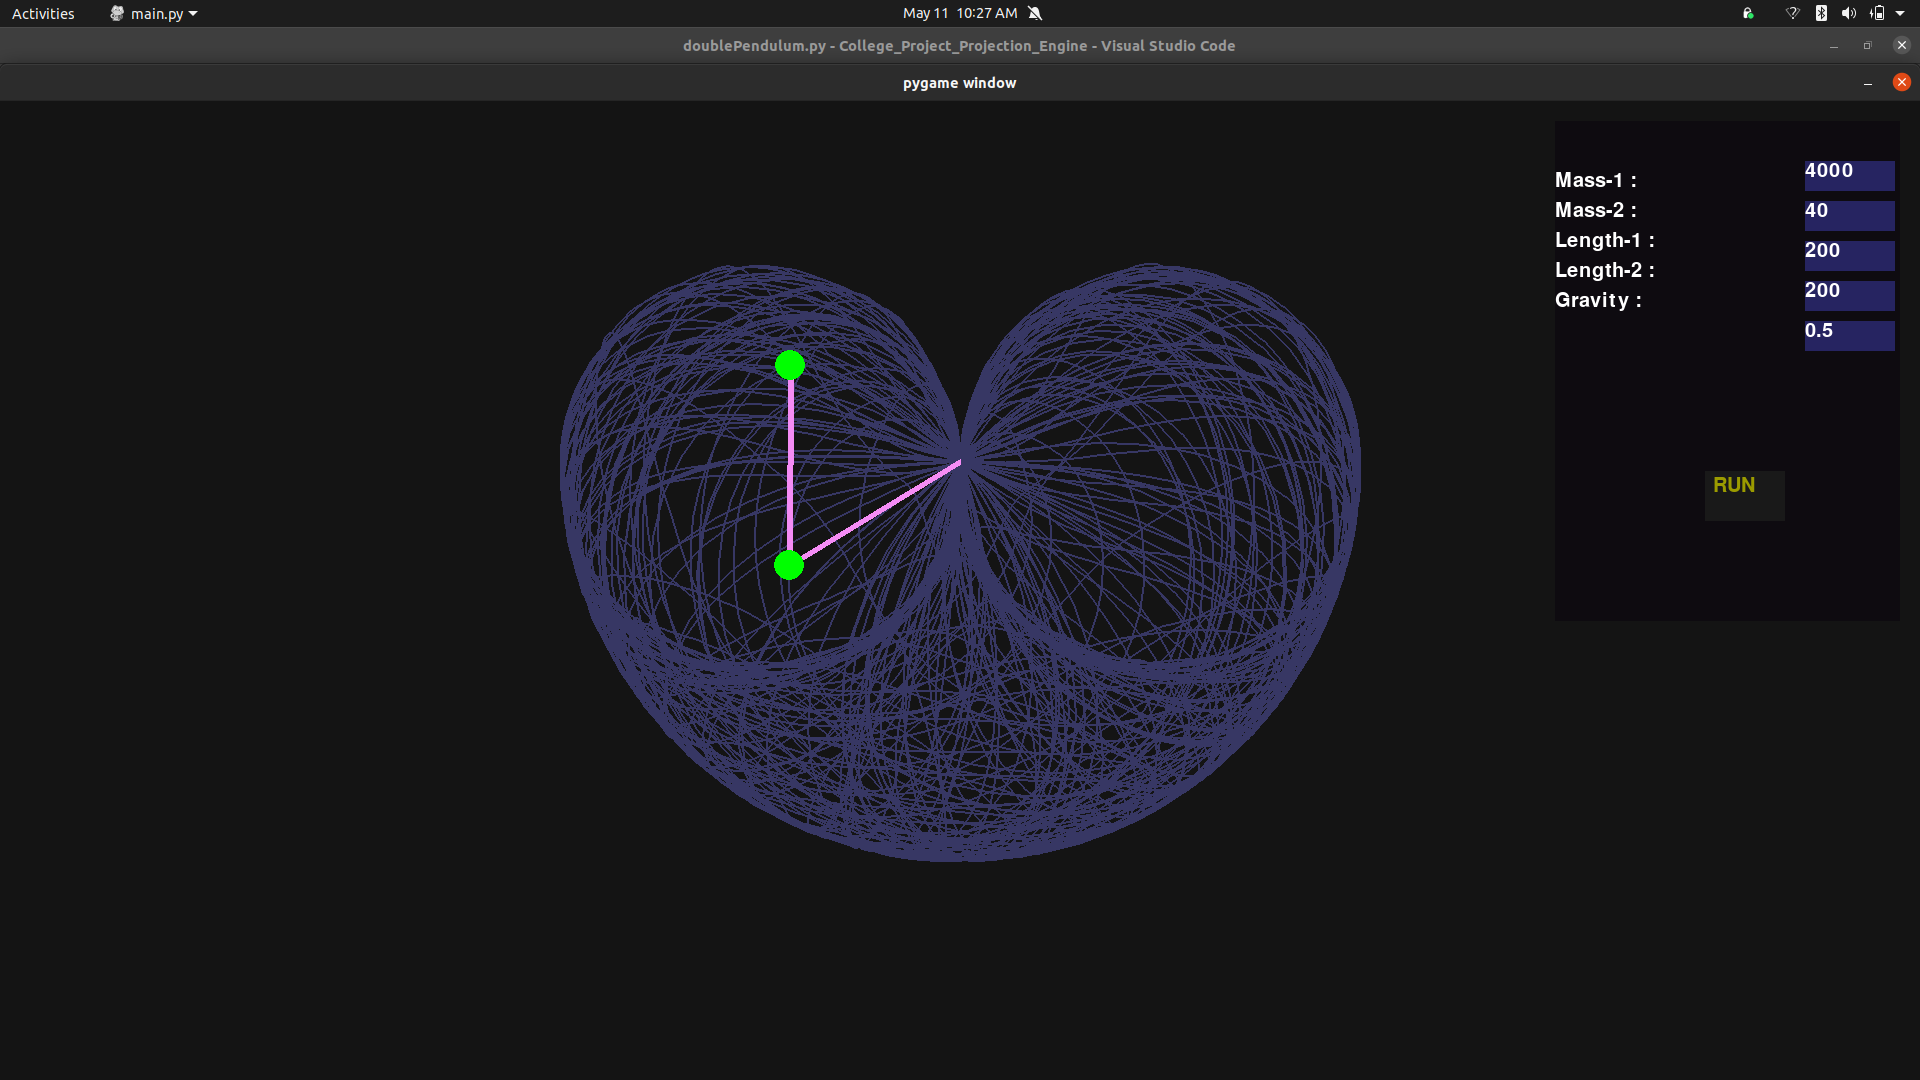 Activities main.py May 11 10:27 AM
doublePendulum.py - College_Project_Projection_Engine - Visual Studio Code
pygame window
Mass-1 : 4000
Mass-2 : 40
Length-1 : 200
Length-2 : 200
Gravity : 0.5
RUN